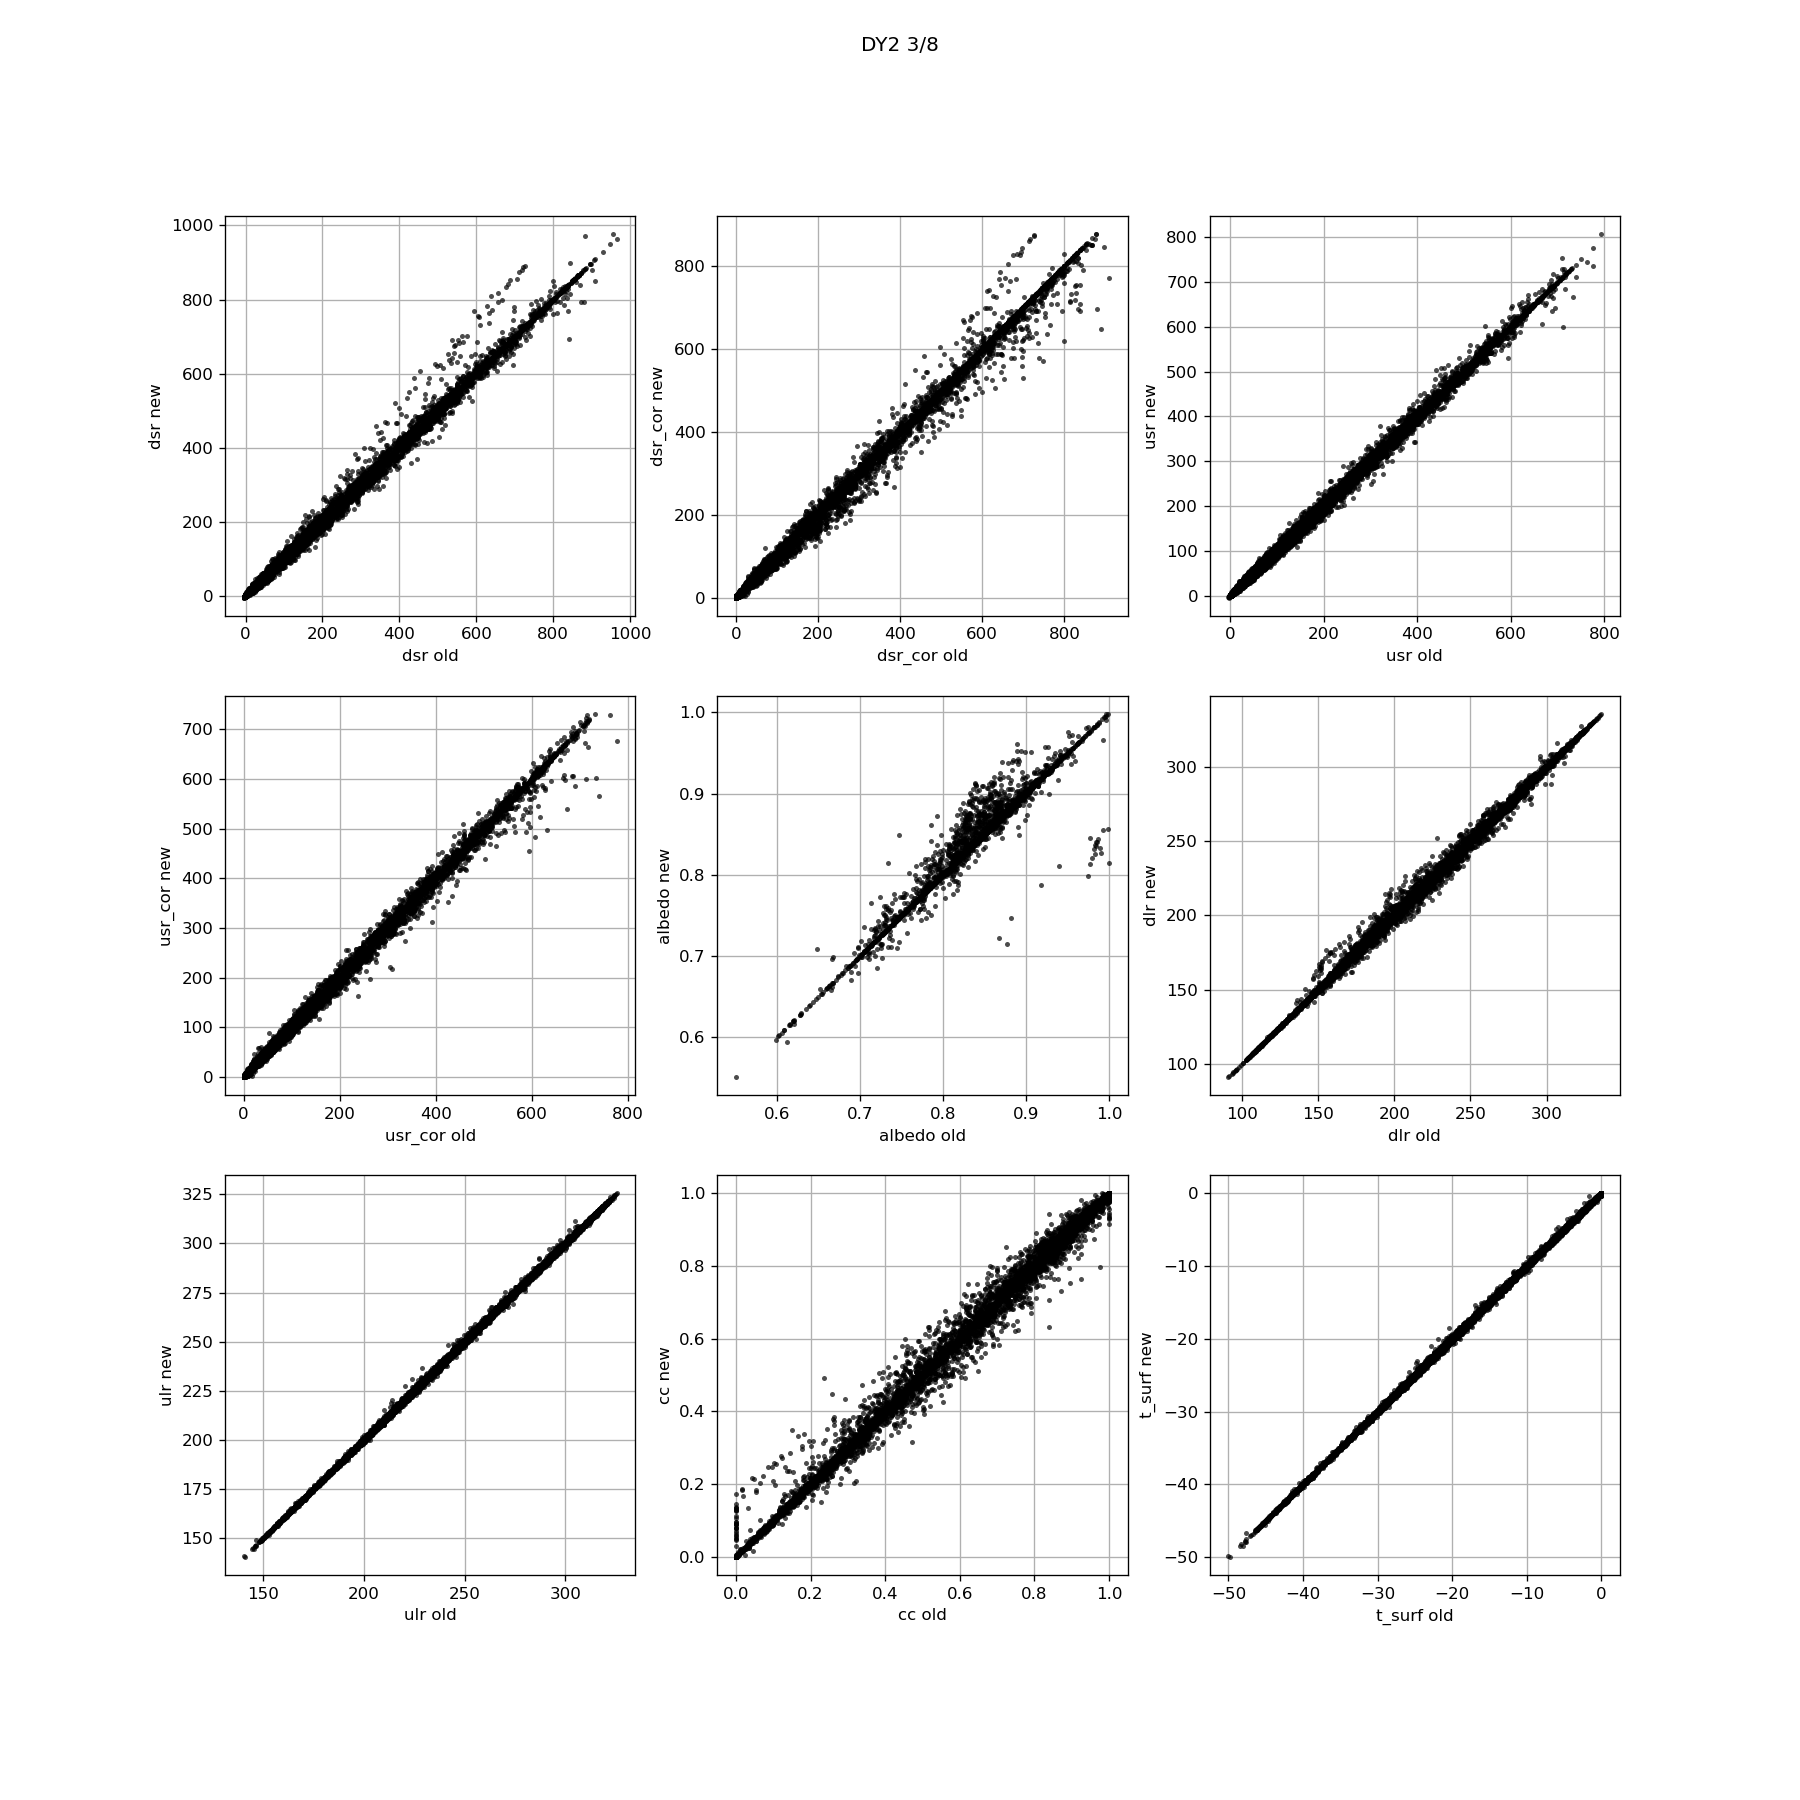 DY2 3/8
1000
800
600
400
200
0
dsr new
0 200 400 600 800 1000
dsr old
800
600
400
200
0
dsr_cor new
0 200 400 600 800
dsr_cor old
800
700
600
500
400
300
200
100
0
usr new
0 200 400 600 800
usr old
700
600
500
400
300
200
100
0
usr_cor new
0 200 400 600 800
usr_cor old
1.0
0.9
0.8
0.7
0.6
albedo new
0.6 0.7 0.8 0.9 1.0
albedo old
300
250
200
150
100
dlr new
100 150 200 250 300
dlr old
325
300
275
250
225
200
175
150
ulr new
150 200 250 300
ulr old
1.0
0.8
0.6
0.4
0.2
0.0
cc new
0.0 0.2 0.4 0.6 0.8 1.0
cc old
0
−10
−20
−30
−40
−50
t_surf new
−50 −40 −30 −20 −10 0
t_surf old